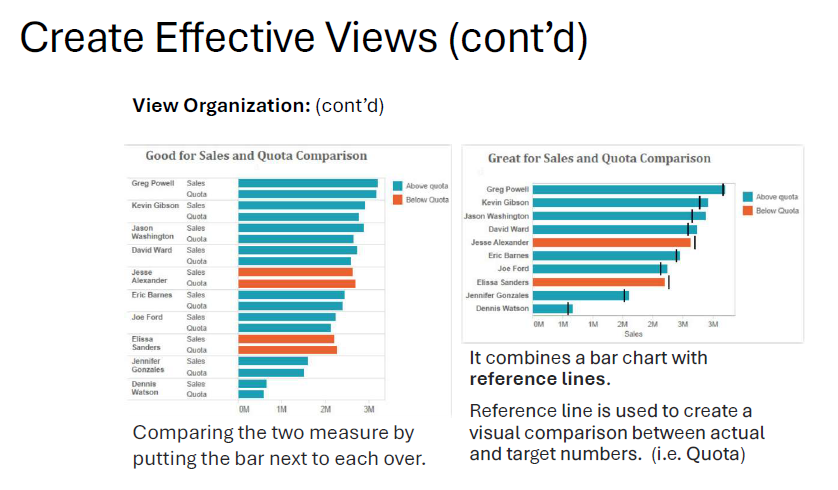 Create Effective Views (cont’d)
View Organization: (cont’d)
Good for Sales and Quota Comparison
Greg Powell Sales
Quota
Kevin Gibson Sales
Quota
Jason Washington Sales
Quota
David Ward Sales
Quota
Jesse Alexander Sales
Quota
Eric Barnes Sales
Quota
Joe Ford Sales
Quota
Elissa Sanders Sales
Quota
Jennifer Gonzales Sales
Quota
Dennis Watson Sales
Quota
0M 1M 2M 3M
Above quota
Below Quota
Comparing the two measure by
putting the bar next to each over.
Great for Sales and Quota Comparison
Greg Powell
Kevin Gibson
Jason Washington
David Ward
Jesse Alexander
Eric Barnes
Joe Ford
Elissa Sanders
Jennifer Gonzales
Dennis Watson
0M 1M 1M 2M 2M 3M 3M
Sales
Above quota
Below Quota
It combines a bar chart with
reference lines.
Reference line is used to create a
visual comparison between actual
and target numbers. (i.e. Quota)